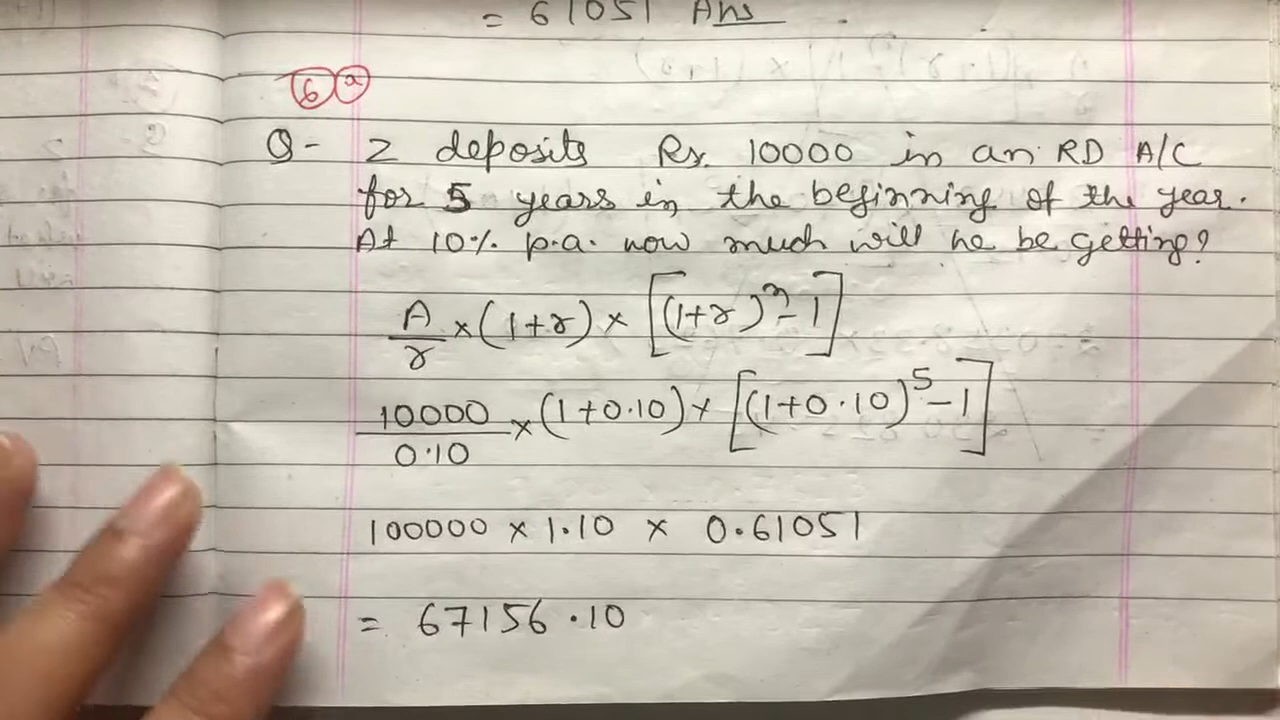 = 61051 Ans
6 a
Q- Z deposits Rs. 10000 in an RD A/C
for 5 years in the beginning of the year.
At 10% p.a. how much will he be getting?
A/r × (1+r) × [(1+r)^n - 1]
10000/0.10 × (1+0.10) × [(1+0.10)^5 - 1]
100000 × 1.10 × 0.61051
= 67156.10